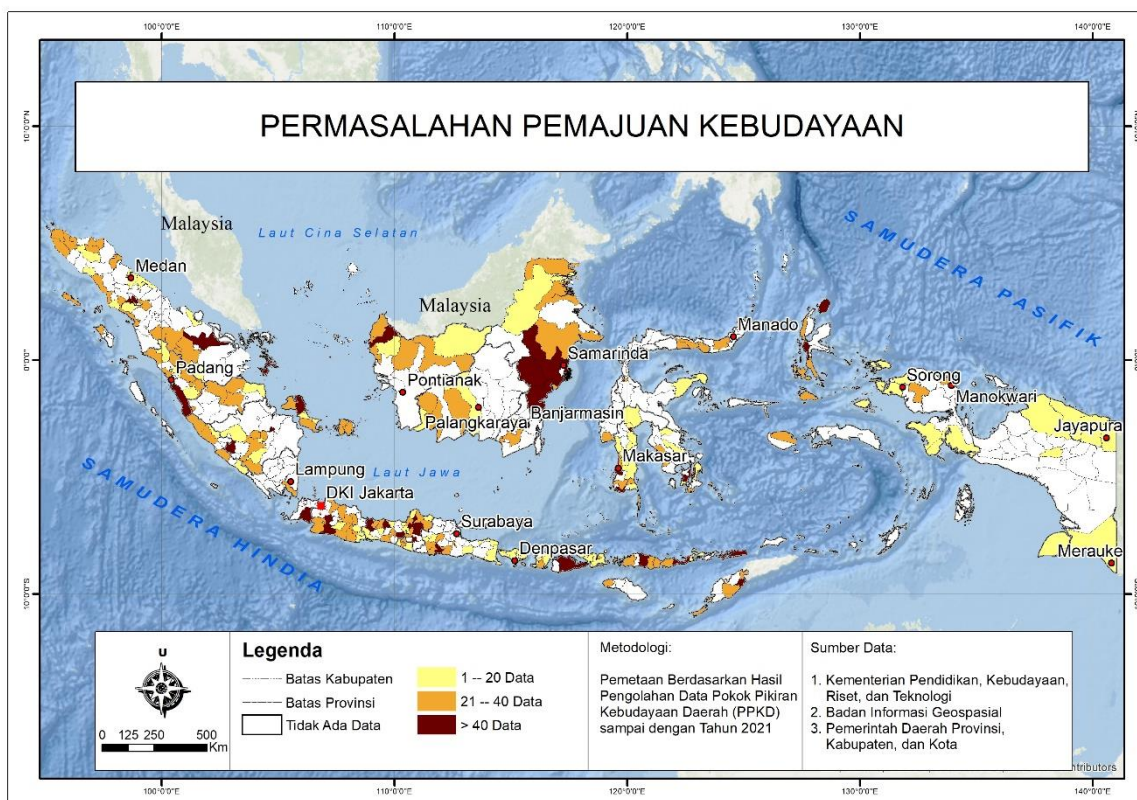 100°0'0"E 110°0'0"E 120°0'0"E 130°0'0"E 140°0'0"E
PERMASALAHAN PEMAJUAN KEBUDAYAAN
10°0'0"N
10°0'0"N
Malaysia
Laut Cina Selatan
SAMUDERA PASIFIK
Medan
Malaysia
Manado
0°0'0"
Samarinda
Padang
Sorong
Pontianak
Manokwari
Banjarmasin
Palangkaraya
Jayapura
Makasar
Lampung
Laut Jawa
DKI Jakarta
SAMUDERA HINDIA
Surabaya
Denpasar
Merauke
10°0'0"S
U
0 125 250 500
Km
Legenda
Batas Kabupaten
Batas Provinsi
Tidak Ada Data
1 -- 20 Data
21 -- 40 Data
> 40 Data
Metodologi:
Pemetaan Berdasarkan Hasil
Pengolahan Data Pokok Pikiran
Kebudayaan Daerah (PPKD)
sampai dengan Tahun 2021
Sumber Data:
1. Kementerian Pendidikan, Kebudayaan,
Riset, dan Teknologi
2. Badan Informasi Geospasial
3. Pemerintah Daerah Provinsi,
Kabupaten, dan Kota
100°0'0"E 110°0'0"E 120°0'0"E 130°0'0"E 140°0'0"E